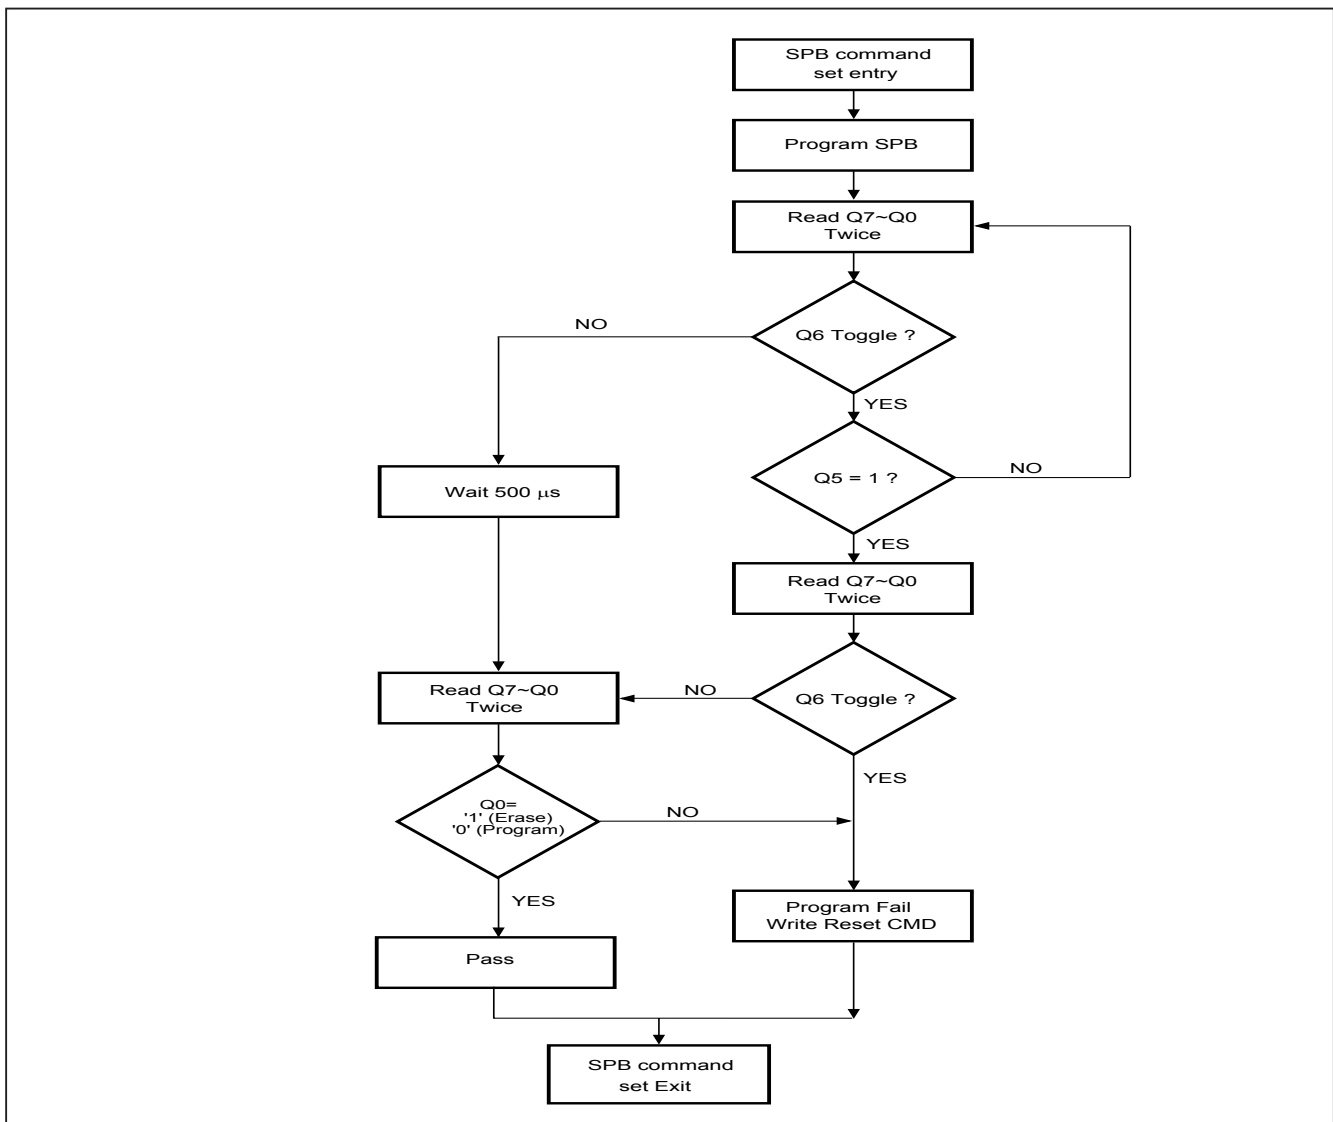 SPB command
set entry
Program SPB
Read Q7~Q0
Twice
Q6 Toggle ?
NO
YES
Q5 = 1 ?
NO
Wait 500 μs
YES
Read Q7~Q0
Twice
Q6 Toggle ?
NO
Read Q7~Q0
Twice
YES
Q0=
'1' (Erase)
'0' (Program)
NO
YES
Program Fail
Write Reset CMD
Pass
SPB command
set Exit